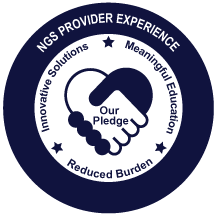 NGS PROVIDER EXPERIENCE
Innovative Solutions
Meaningful Education
Our
Pledge
Reduced Burden